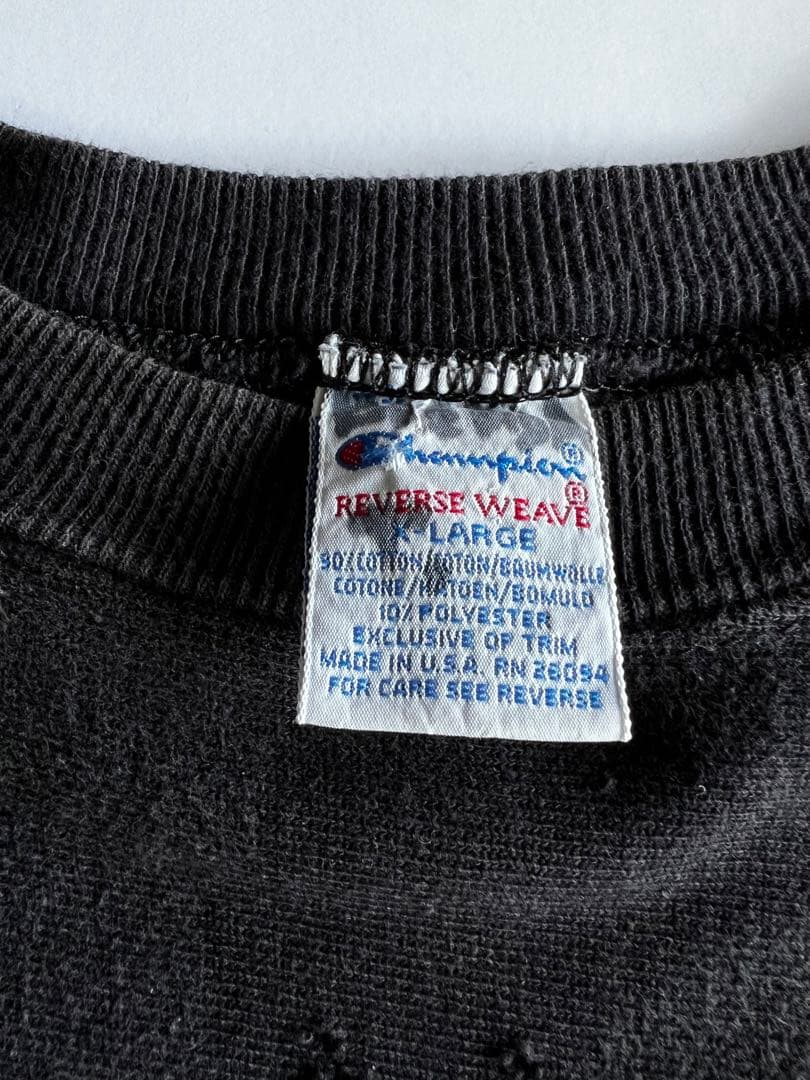 Champion®
REVERSE WEAVE®
X-LARGE
90% COTTON/COTON/BAUMWOLLE
COTONE/KATOEN/BOMULD
10% POLYESTER
EXCLUSIVE OF TRIM
MADE IN U.S.A. RN 26094
FOR CARE SEE REVERSE